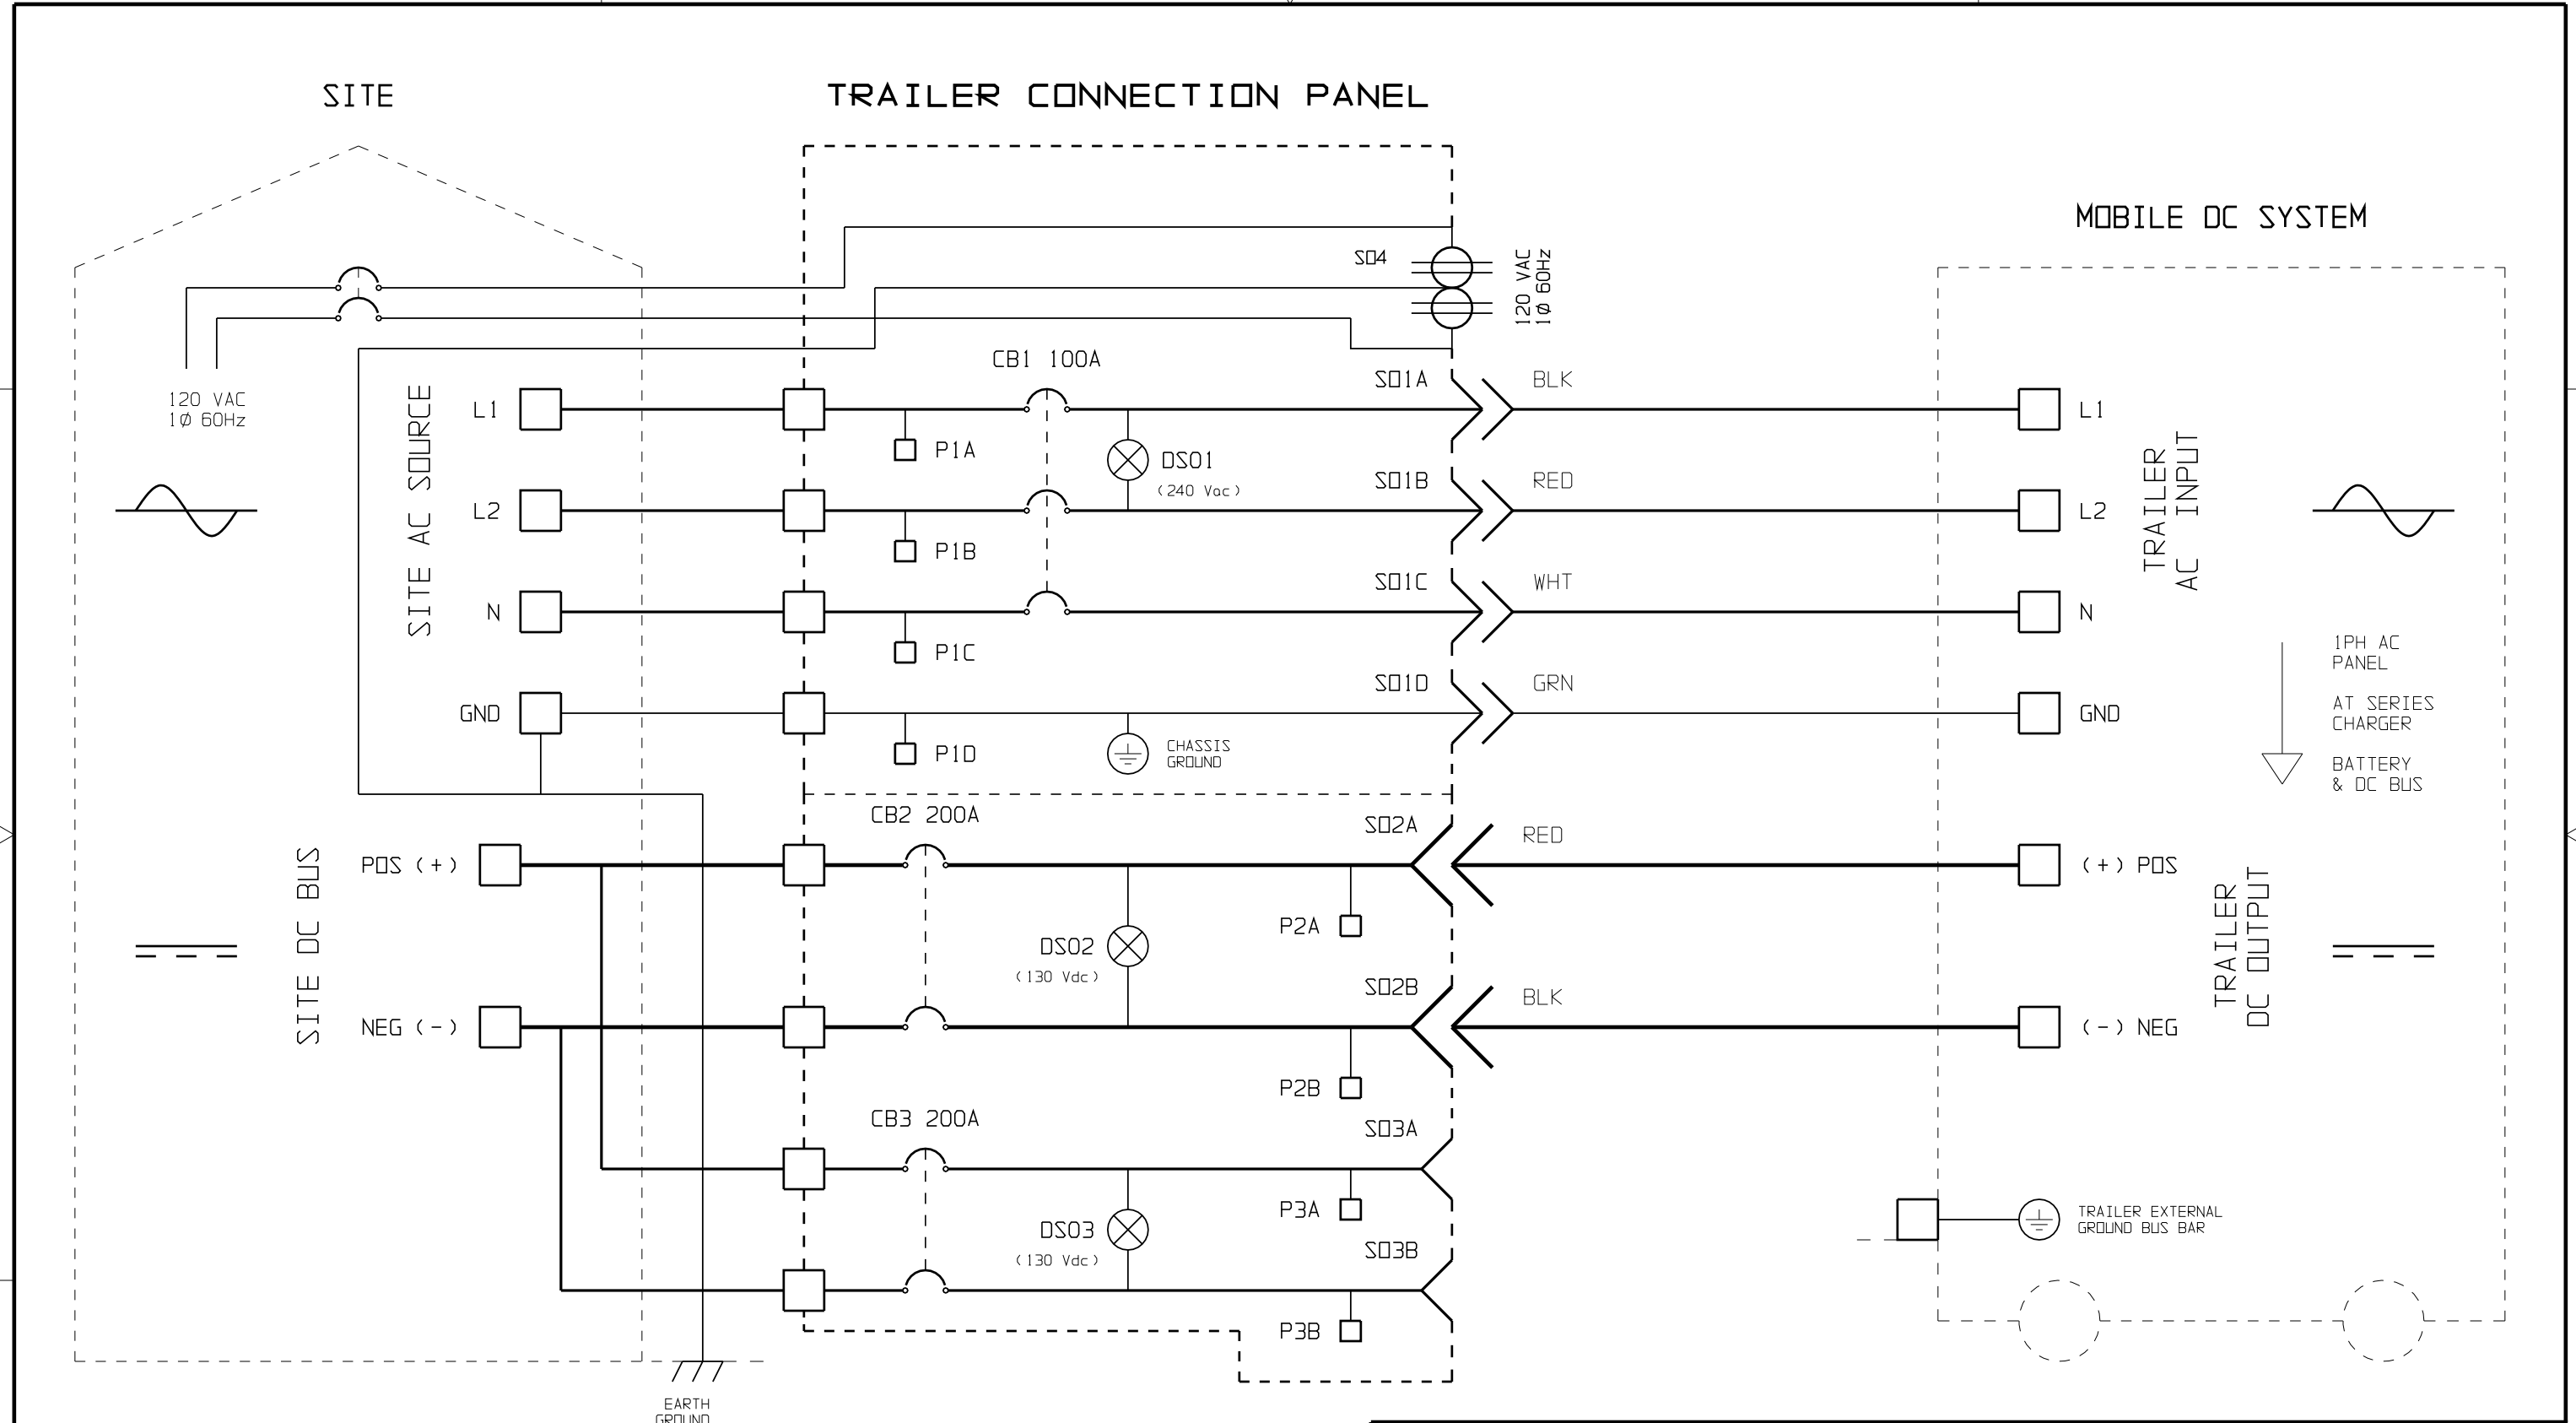 SITE
TRAILER CONNECTION PANEL
MOBILE DC SYSTEM
SO4
120 VAC
1Ø 60Hz
120 VAC
1Ø 60Hz
SITE AC SOURCE
L1
L2
N
GND
CB1 100A
P1A
P1B
P1C
P1D
DS01
(240 Vac)
CHASSIS
GROUND
SO1A
BLK
SO1B
RED
SO1C
WHT
SO1D
GRN
L1
L2
N
GND
TRAILER
AC INPUT
1PH AC
PANEL
AT SERIES
CHARGER
BATTERY
& DC BUS
SITE DC BUS
POS (+)
NEG (-)
CB2 200A
DS02
(130 Vdc)
P2A
P2B
SO2A
RED
SO2B
BLK
(+) POS
(-) NEG
TRAILER
DC OUTPUT
CB3 200A
DS03
(130 Vdc)
P3A
P3B
SO3A
SO3B
TRAILER EXTERNAL
GROUND BUS BAR
EARTH
GROUND